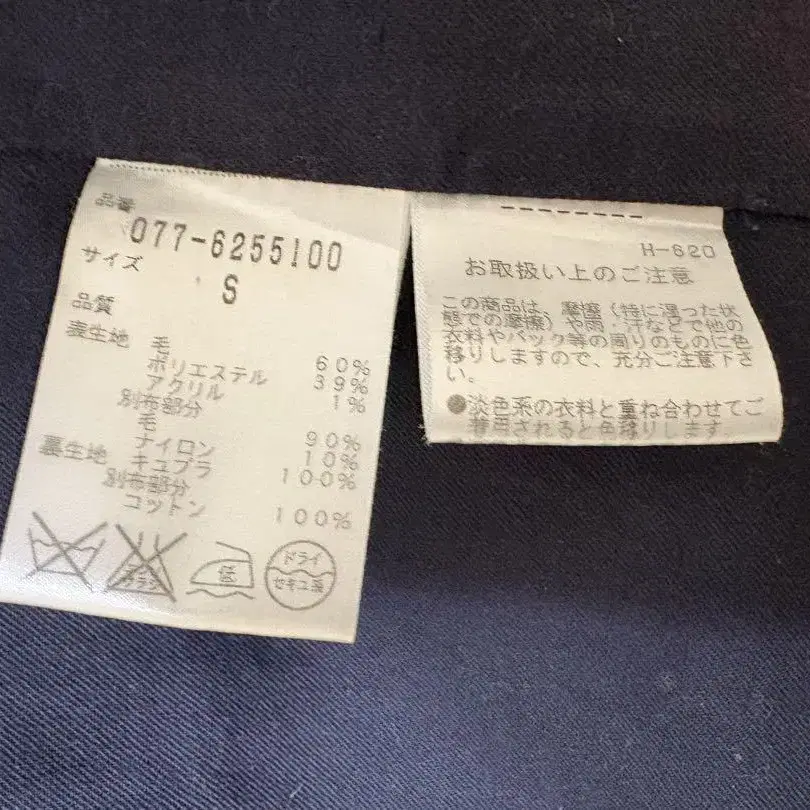 品番
077-6255100
サイズ
S
品質
表生地 毛 60%
ポリエステル 39%
アクリル 1%
別布部分
毛 90%
ナイロン 10%
裏生地 キュプラ 100%
別布部分
コットン 100%
低
ドライ
セキユ系
H-620
お取扱い上のご注意
この商品は、摩擦(特に湿った状
態での摩擦)や雨・汗などで他の
衣料やバック等の周りのものに色
移りしますので、充分ご注意下さ
い。
●淡色系の衣料と重ね合わせてご
着用されると色移りします